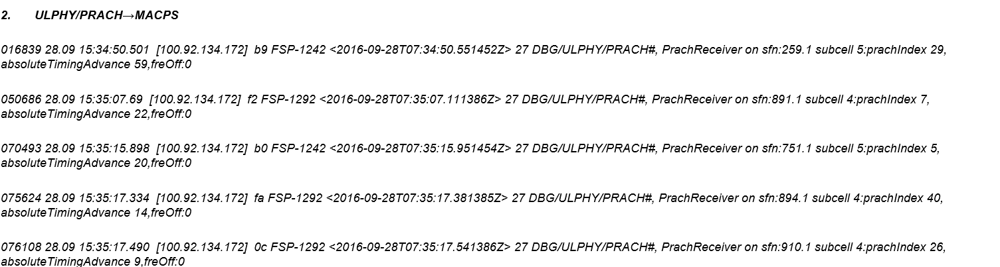 2. ULPHY/PRACH→MACPS
016839 28.09 15:34:50.501 [100.92.134.172] b9 FSP-1242 <2016-09-28T07:34:50.551452Z> 27 DBG/ULPHY/PRACH#, PrachReceiver on sfn:259.1 subcell 5:prachIndex 29,
absoluteTimingAdvance 59,freOff:0
050686 28.09 15:35:07.69 [100.92.134.172] f2 FSP-1292 <2016-09-28T07:35:07.111386Z> 27 DBG/ULPHY/PRACH#, PrachReceiver on sfn:891.1 subcell 4:prachIndex 7,
absoluteTimingAdvance 22,freOff:0
070493 28.09 15:35:15.898 [100.92.134.172] b0 FSP-1242 <2016-09-28T07:35:15.951454Z> 27 DBG/ULPHY/PRACH#, PrachReceiver on sfn:751.1 subcell 5:prachIndex 5,
absoluteTimingAdvance 20,freOff:0
075624 28.09 15:35:17.334 [100.92.134.172] fa FSP-1292 <2016-09-28T07:35:17.381385Z> 27 DBG/ULPHY/PRACH#, PrachReceiver on sfn:894.1 subcell 4:prachIndex 40,
absoluteTimingAdvance 14,freOff:0
076108 28.09 15:35:17.490 [100.92.134.172] 0c FSP-1292 <2016-09-28T07:35:17.541386Z> 27 DBG/ULPHY/PRACH#, PrachReceiver on sfn:910.1 subcell 4:prachIndex 26,
absoluteTimingAdvance 9,freOff:0